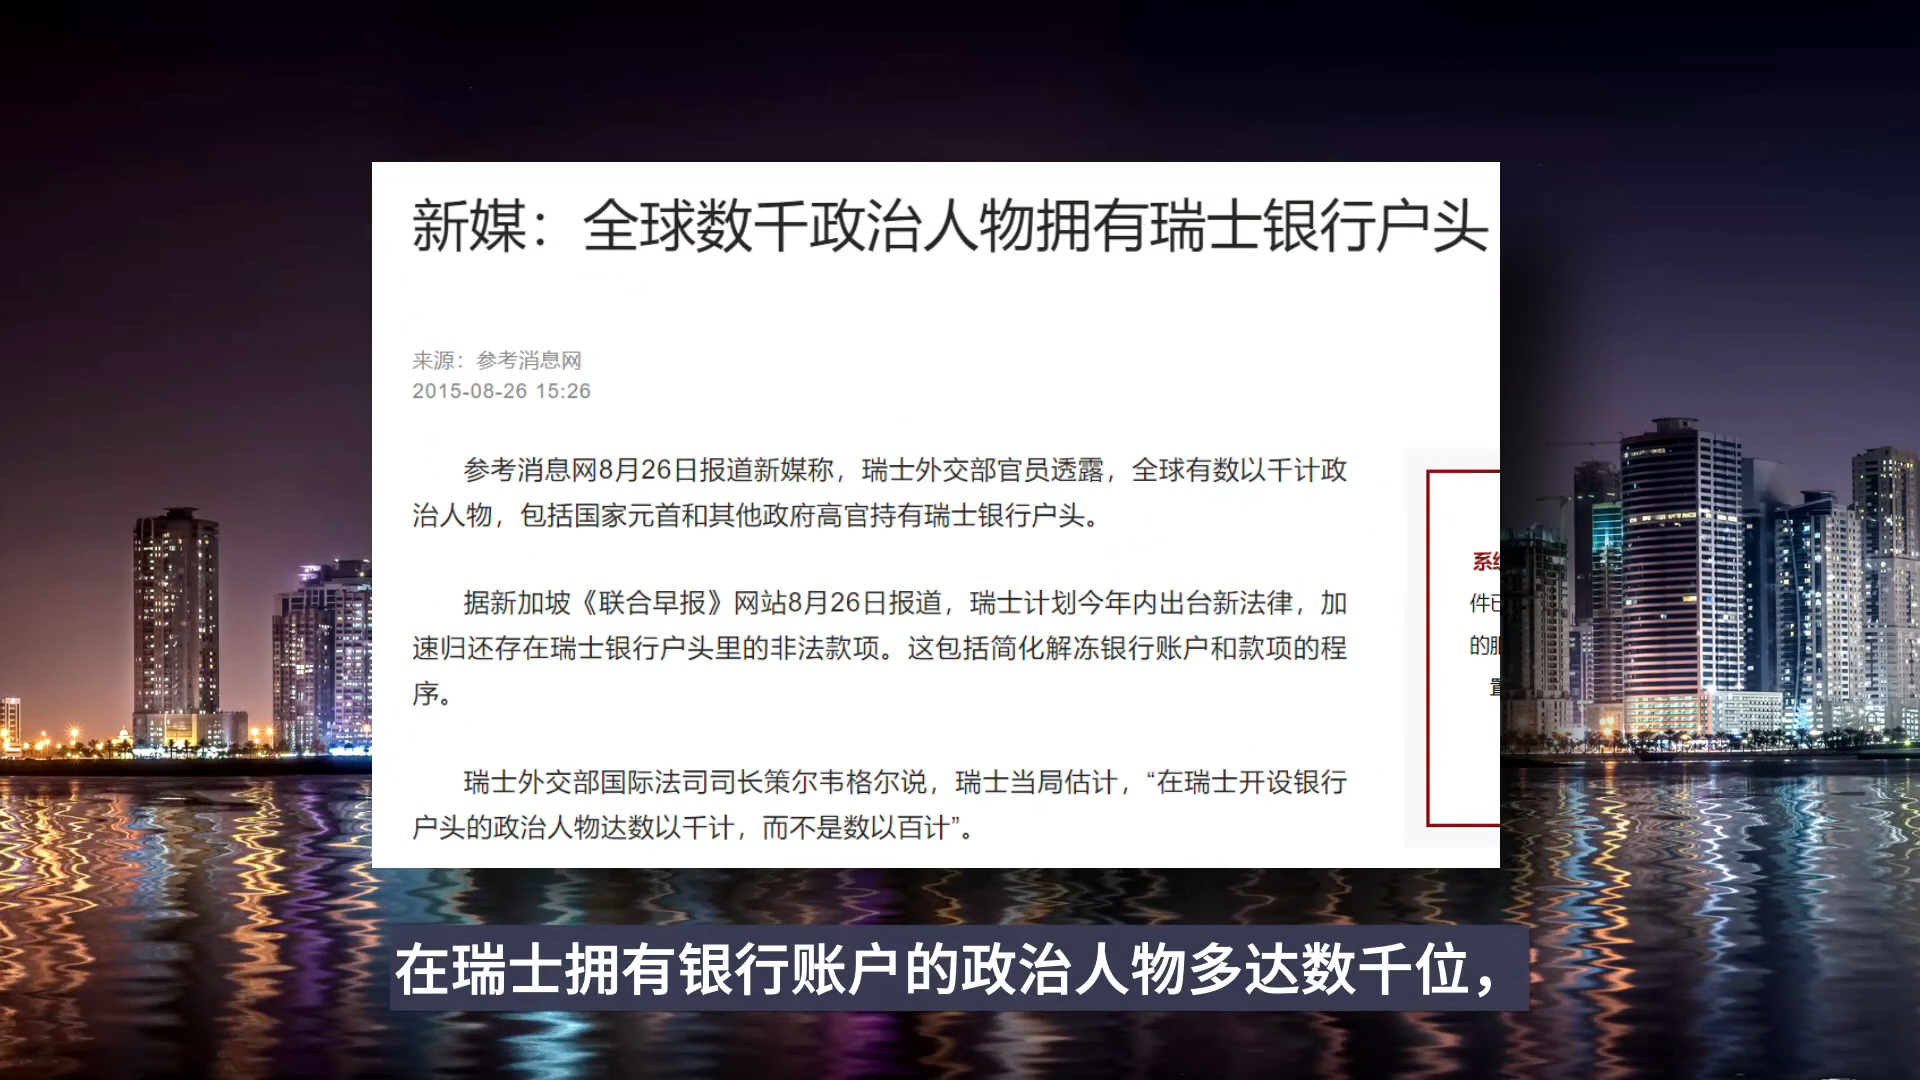 新媒：全球数千政治人物拥有瑞士银行户头
来源：参考消息网
2015-08-26 15:26
参考消息网8月26日报道新媒称，瑞士外交部官员透露，全球有数以千计政
治人物，包括国家元首和其他政府高官持有瑞士银行户头。
据新加坡《联合早报》网站8月26日报道，瑞士计划今年内出台新法律，加
速归还存在瑞士银行户头里的非法款项。这包括简化解冻银行账户和款项的程
序。
瑞士外交部国际法司司长策尔韦格尔说，瑞士当局估计，“在瑞士开设银行
户头的政治人物达数以千计，而不是数以百计”。
系
件已
的
在瑞士拥有银行账户的政治人物多达数千位，